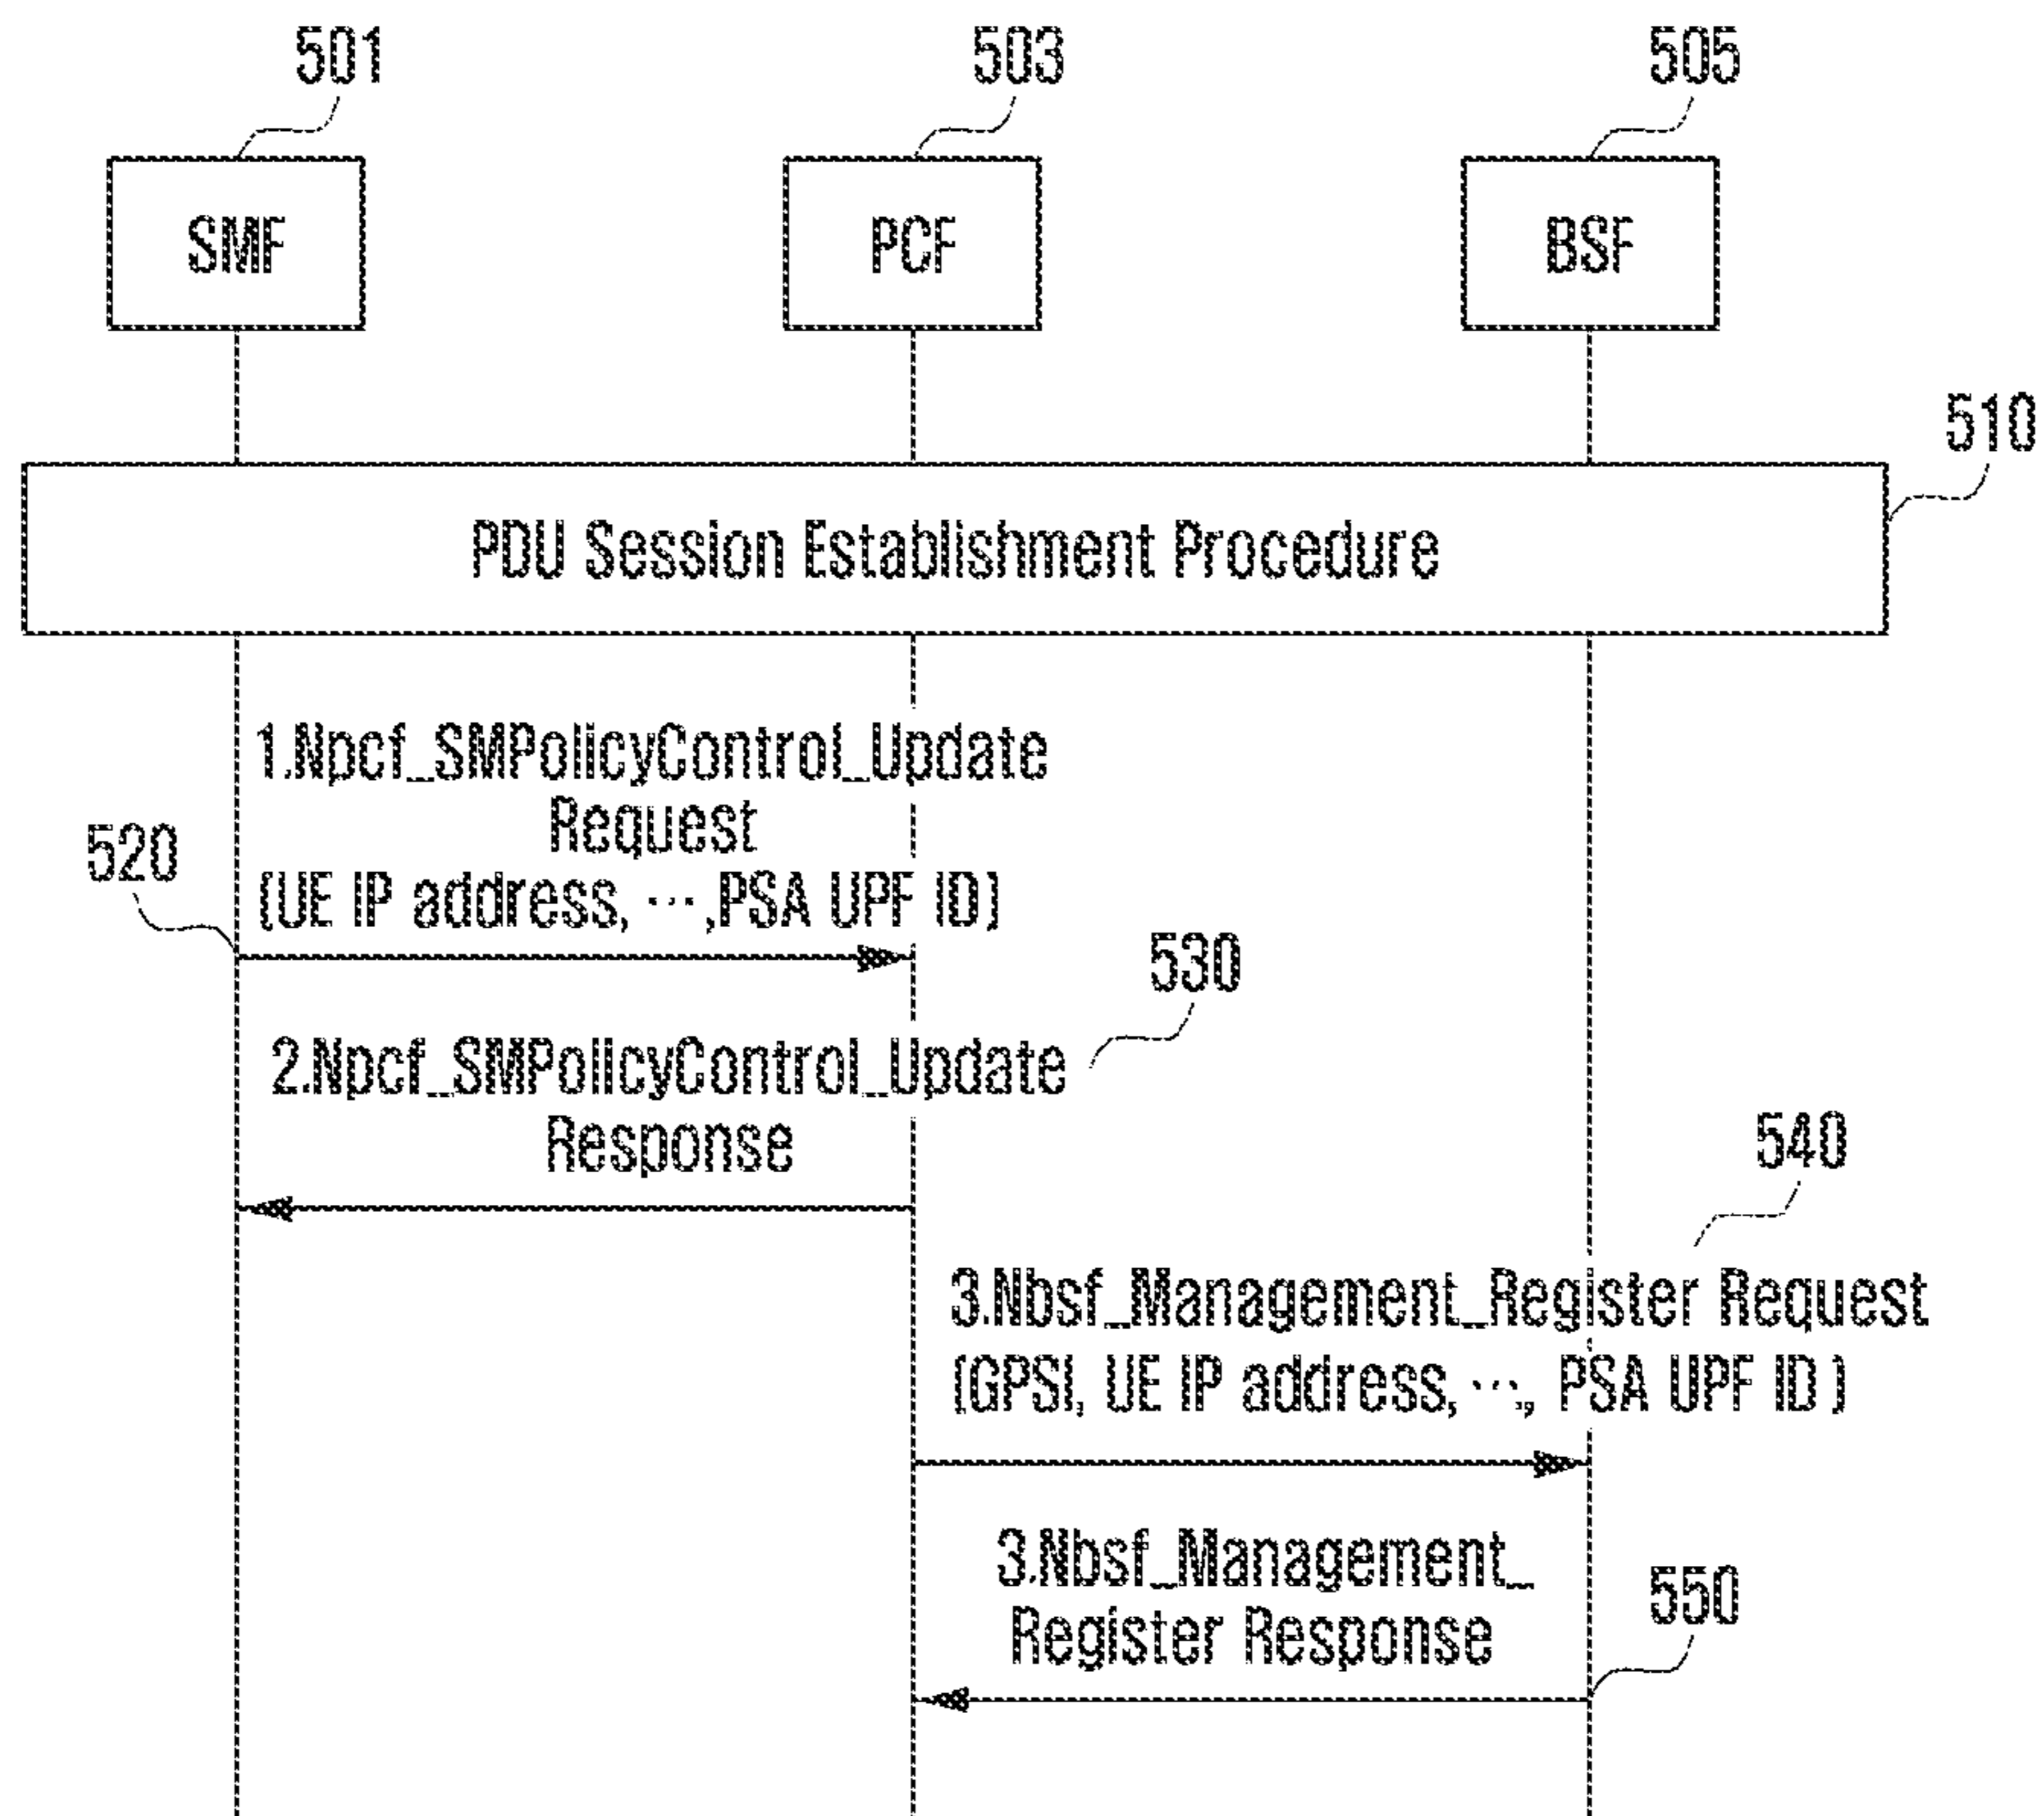 501
503
505
SMF
PCF
BSF
510
PDU Session Establishment Procedure
1.Npcf_SMPolicyControl_Update
Request
(UE IP address, ···,PSA UPF ID)
520
530
2.Npcf_SMPolicyControl_Update
Response
540
3.Nbsf_Management_Register Request
(GPSI, UE IP address, ···, PSA UPF ID )
3.Nbsf_Management_
Register Response
550